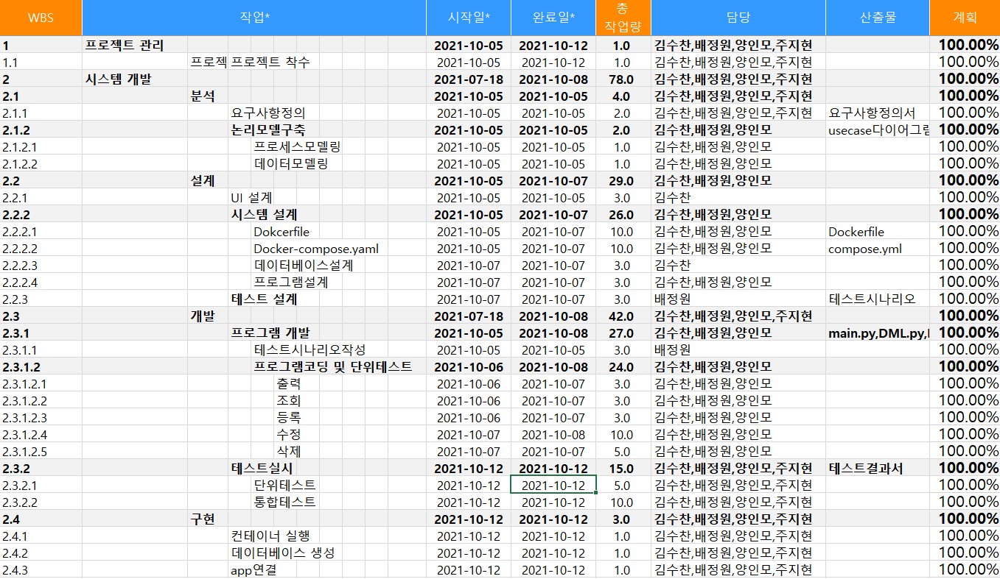 WBS 작업* 시작일* 완료일* 총 작업량 담당 산출물 계획
1 프로젝트 관리 2021-10-05 2021-10-12 1.0 김수찬,배정원,양인모,주지현 100.00%
1.1 프로젝 프로젝트 착수 2021-10-05 2021-10-12 1.0 김수찬,배정원,양인모,주지현 100.00%
2 시스템 개발 2021-07-18 2021-10-08 78.0 김수찬,배정원,양인모,주지현 100.00%
2.1 분석 2021-10-05 2021-10-05 4.0 김수찬,배정원,양인모,주지현 100.00%
2.1.1 요구사항정의 2021-10-05 2021-10-05 2.0 김수찬,배정원,양인모,주지현 요구사항정의서 100.00%
2.1.2 논리모델구축 2021-10-05 2021-10-05 2.0 김수찬,배정원,양인모 usecase다이어그램 100.00%
2.1.2.1 프로세스모델링 2021-10-05 2021-10-05 1.0 김수찬,배정원,양인모 100.00%
2.1.2.2 데이터모델링 2021-10-05 2021-10-05 1.0 김수찬,배정원,양인모 100.00%
2.2 설계 2021-10-05 2021-10-07 29.0 김수찬,배정원,양인모 100.00%
2.2.1 UI 설계 2021-10-05 2021-10-05 3.0 김수찬 100.00%
2.2.2 시스템 설계 2021-10-05 2021-10-07 26.0 김수찬,배정원,양인모 100.00%
2.2.2.1 Dokcerfile 2021-10-05 2021-10-07 10.0 김수찬,배정원,양인모 Dockerfile 100.00%
2.2.2.2 Docker-compose.yaml 2021-10-05 2021-10-07 10.0 김수찬,배정원,양인모 compose.yml 100.00%
2.2.2.3 데이터베이스설계 2021-10-07 2021-10-07 3.0 김수찬 100.00%
2.2.2.4 프로그램설계 2021-10-07 2021-10-07 3.0 김수찬,배정원,양인모 100.00%
2.2.3 테스트 설계 2021-10-07 2021-10-07 3.0 배정원 테스트시나리오 100.00%
2.3 개발 2021-07-18 2021-10-08 42.0 김수찬,배정원,양인모,주지현 100.00%
2.3.1 프로그램 개발 2021-10-05 2021-10-08 27.0 김수찬,배정원,양인모 main.py,DML.py, 100.00%
2.3.1.1 테스트시나리오작성 2021-10-05 2021-10-05 3.0 배정원 100.00%
2.3.1.2 프로그램코딩 및 단위테스트 2021-10-06 2021-10-08 24.0 김수찬,배정원,양인모 100.00%
2.3.1.2.1 출력 2021-10-06 2021-10-07 3.0 김수찬,배정원,양인모 100.00%
2.3.1.2.2 조회 2021-10-06 2021-10-07 3.0 김수찬,배정원,양인모 100.00%
2.3.1.2.3 등록 2021-10-06 2021-10-07 3.0 김수찬,배정원,양인모 100.00%
2.3.1.2.4 수정 2021-10-07 2021-10-08 10.0 김수찬,배정원,양인모 100.00%
2.3.1.2.5 삭제 2021-10-07 2021-10-07 5.0 김수찬,배정원,양인모 100.00%
2.3.2 테스트실시 2021-10-12 2021-10-12 15.0 김수찬,배정원,양인모,주지현 테스트결과서 100.00%
2.3.2.1 단위테스트 2021-10-12 2021-10-12 5.0 김수찬,배정원,양인모,주지현 100.00%
2.3.2.2 통합테스트 2021-10-12 2021-10-12 10.0 김수찬,배정원,양인모,주지현 100.00%
2.4 구현 2021-10-12 2021-10-12 3.0 김수찬,배정원,양인모,주지현 100.00%
2.4.1 컨테이너 실행 2021-10-12 2021-10-12 1.0 김수찬,배정원,양인모,주지현 100.00%
2.4.2 데이터베이스 생성 2021-10-12 2021-10-12 1.0 김수찬,배정원,양인모,주지현 100.00%
2.4.3 app연결 2021-10-12 2021-10-12 1.0 김수찬,배정원,양인모,주지현 100.00%